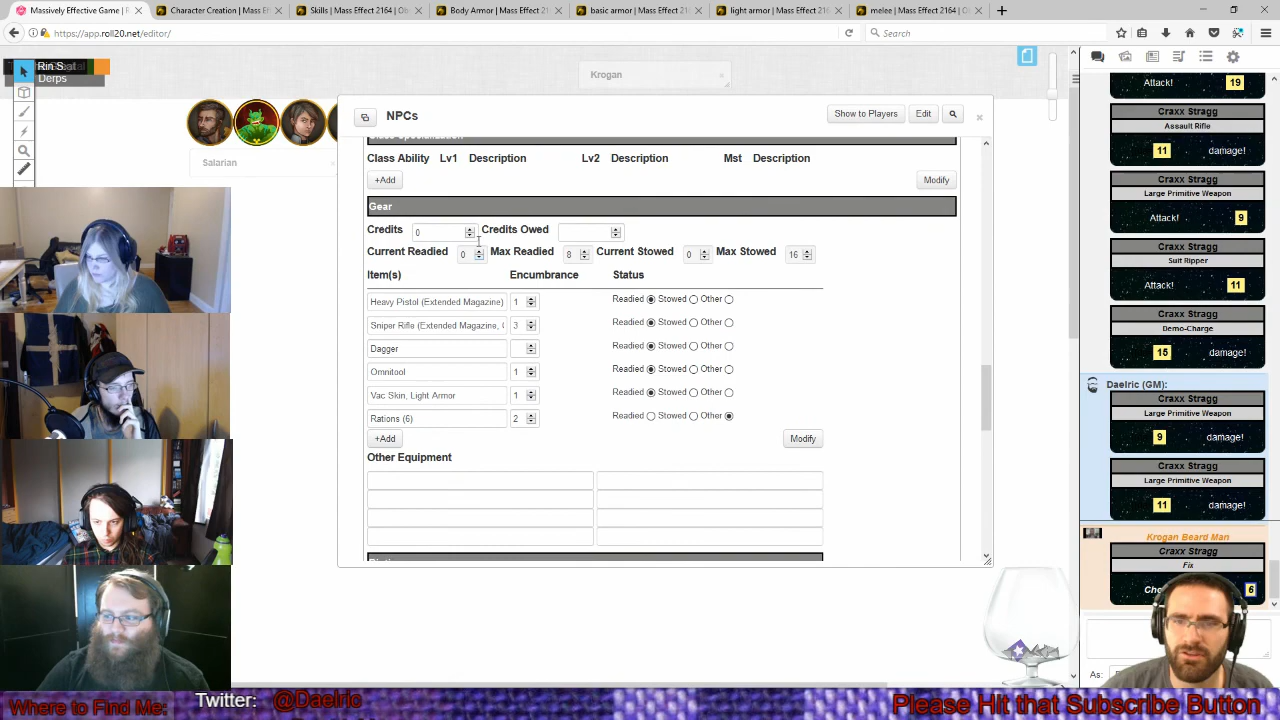 Massively Effective Game | R
Character Creation | Mass Ef
Skills | Mass Effect 2164 | Obs
Body Armor | Mass Effect 21
basic armor | Mass Effect 2164
light armor | Mass Effect 2164
melee | Mass Effect 2164 | O
https://app.roll20.net/editor/
Search
Rin S.
Derps
Krogan
Salarian
NPCs
Show to Players
Edit
Class Ability Lv1 Description Lv2 Description Mst Description
+Add
Modify
Gear
Credits 0 Credits Owed
Current Readied 0 Max Readied 8 Current Stowed 0 Max Stowed 16
Item(s) Encumbrance Status
Heavy Pistol (Extended Magazine) 1 Readied Stowed Other
Sniper Rifle (Extended Magazine, 3 Readied Stowed Other
Dagger Readied Stowed Other
Omnitool 1 Readied Stowed Other
Vac Skin, Light Armor 1 Readied Stowed Other
Rations (6) 2 Readied Stowed Other
+Add
Modify
Other Equipment
Attack! 19
Craxx Stragg
Assault Rifle
11 damage!
Craxx Stragg
Large Primitive Weapon
Attack! 9
Craxx Stragg
Suit Ripper
Attack! 11
Craxx Stragg
Demo-Charge
15 damage!
Daelric (GM):
Craxx Stragg
Large Primitive Weapon
9 damage!
Craxx Stragg
Large Primitive Weapon
11 damage!
Krogan Beard Man
Craxx Stragg
Fix
6
As:
Where to Find Me:
Twitter: @Daelric
Please Hit that Subscribe Button